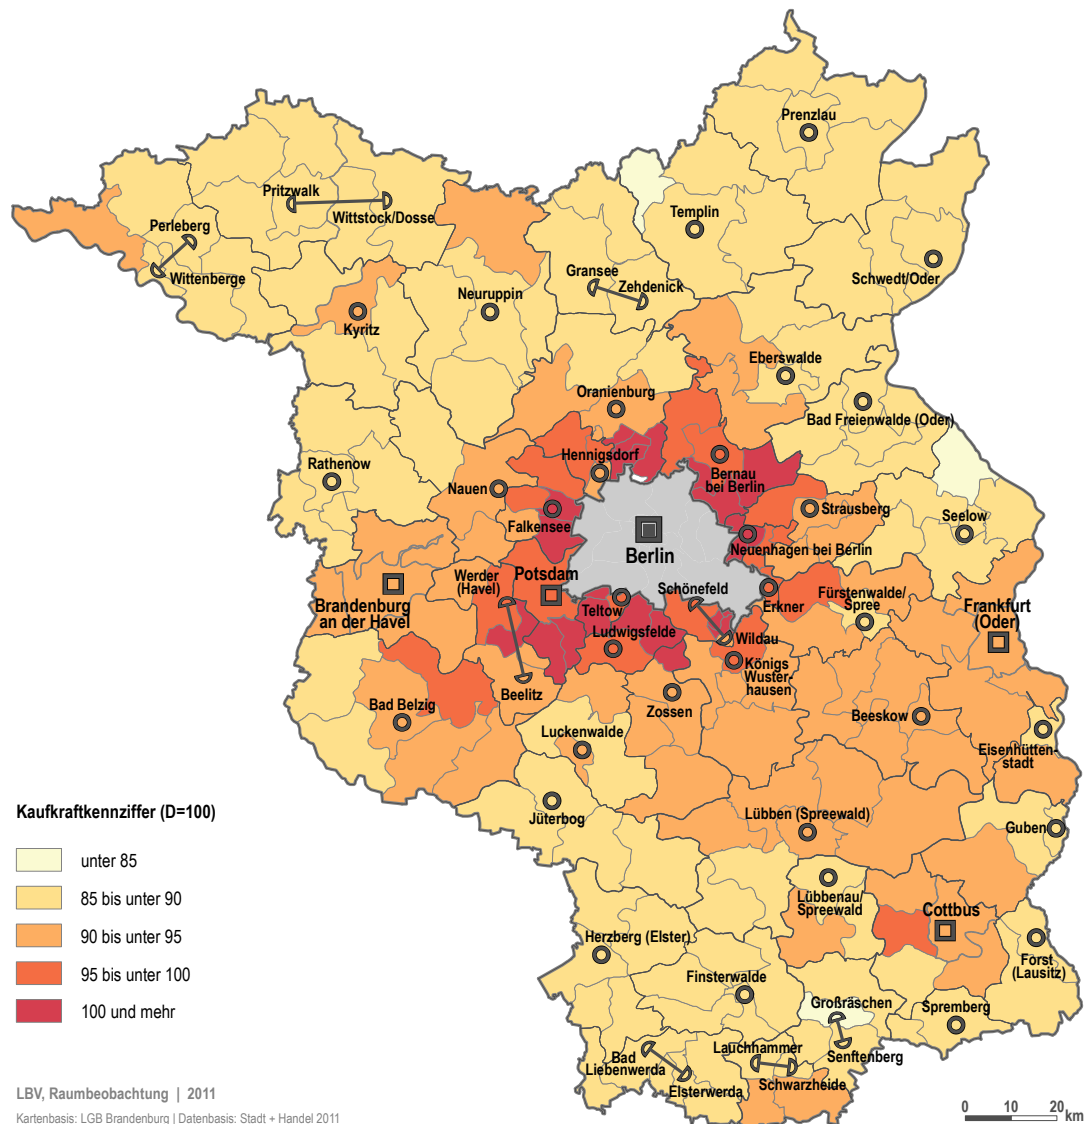 Prenzlau
Pritzwalk
Wittstock/Dosse
Perleberg
Wittenberge
Templin
Schwedt/Oder
Gransee
Zehdenick
Neuruppin
Kyritz
Eberswalde
Oranienburg
Bad Freienwalde (Oder)
Hennigsdorf
Rathenow
Bernau
bei Berlin
Nauen
Falkensee
Strausberg
Seelow
Berlin
Neuenhagen bei Berlin
Werder
(Havel)
Potsdam
Schönefeld
Teltow
Erkner
Fürstenwalde/
Spree
Frankfurt
(Oder)
Brandenburg
an der Havel
Ludwigsfelde
Wildau
Königs
Wuster-
hausen
Beelitz
Zossen
Bad Belzig
Beeskow
Luckenwalde
Eisenhütten-
stadt
Jüterbog
Lübben (Spreewald)
Guben
Kaufkraftkennziffer (D=100)
unter 85
85 bis unter 90
90 bis unter 95
95 bis unter 100
100 und mehr
Lübbenau/
Spreewald
Cottbus
Herzberg (Elster)
Forst
(Lausitz)
Finsterwalde
Großräschen
Spremberg
Senftenberg
Lauchhammer
Schwarzheide
Bad
Liebenwerda
Elsterwerda
LBV, Raumbeobachtung | 2011
Kartenbasis: LGB Brandenburg | Datenbasis: Stadt + Handel 2011
0 10 20 km